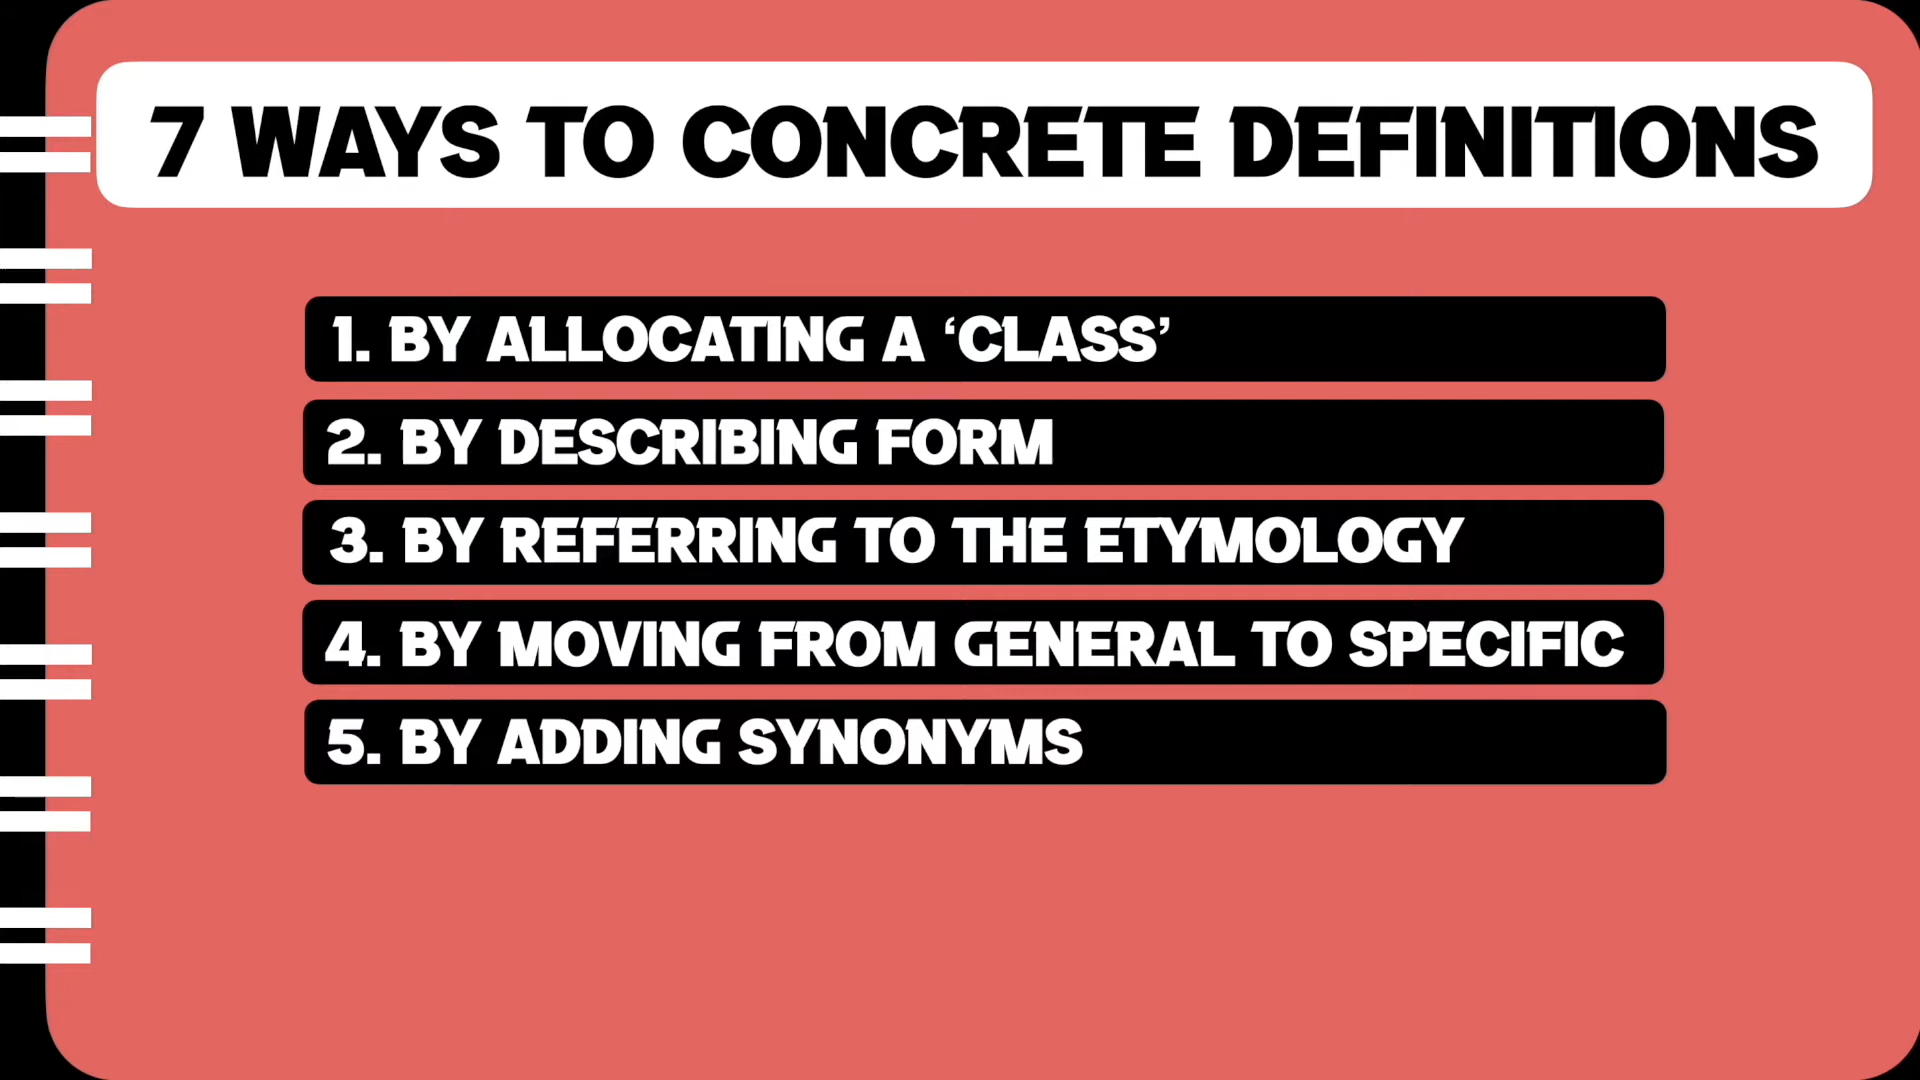 7 WAYS TO CONCRETE DEFINITIONS
1. BY ALLOCATING A ‘CLASS’
2. BY DESCRIBING FORM
3. BY REFERRING TO THE ETYMOLOGY
4. BY MOVING FROM GENERAL TO SPECIFIC
5. BY ADDING SYNONYMS